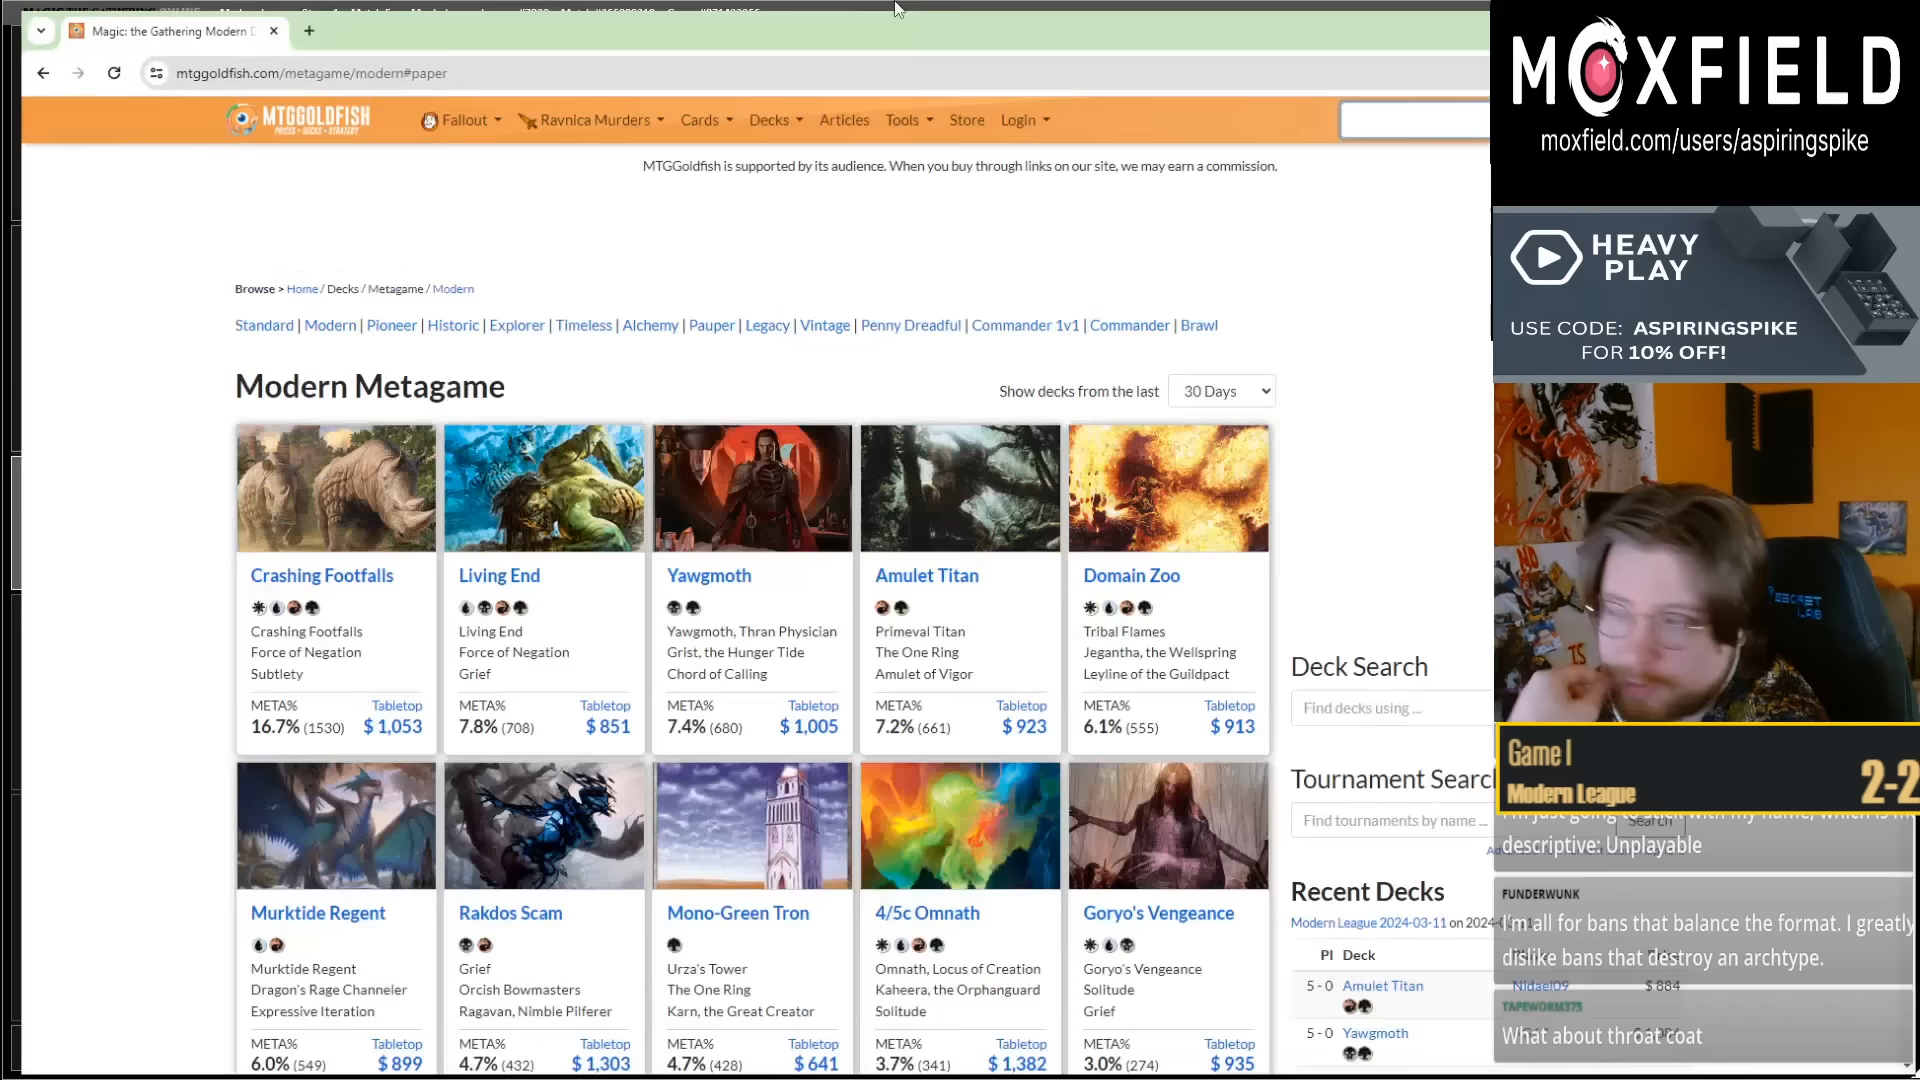 Magic: the Gathering Modern D
mtggoldfish.com/metagame/modern#paper
MTGGOLDFISH
PRICES • DECKS • STRATEGY
Fallout
Ravnica Murders
Cards
Decks
Articles
Tools
Store
Login
MTGGoldfish is supported by its audience. When you buy through links on our site, we may earn a commission.
Browse > Home / Decks / Metagame / Modern
Standard | Modern | Pioneer | Historic | Explorer | Timeless | Alchemy | Pauper | Legacy | Vintage | Penny Dreadful | Commander 1v1 | Commander | Brawl
Modern Metagame
Show decks from the last
30 Days
Crashing Footfalls
Crashing Footfalls
Force of Negation
Subtlety
META% Tabletop
16.7% (1530) $ 1,053
Living End
Living End
Force of Negation
Grief
META% Tabletop
7.8% (708) $ 851
Yawgmoth
Yawgmoth, Thran Physician
Grist, the Hunger Tide
Chord of Calling
META% Tabletop
7.4% (680) $ 1,005
Amulet Titan
Primeval Titan
The One Ring
Amulet of Vigor
META% Tabletop
7.2% (661) $ 923
Domain Zoo
Tribal Flames
Jegantha, the Wellspring
Leyline of the Guildpact
META% Tabletop
6.1% (555) $ 913
Murktide Regent
Murktide Regent
Dragon's Rage Channeler
Expressive Iteration
META% Tabletop
6.0% (549) $ 899
Rakdos Scam
Grief
Orcish Bowmasters
Ragavan, Nimble Pilferer
META% Tabletop
4.7% (432) $ 1,303
Mono-Green Tron
Urza's Tower
The One Ring
Karn, the Great Creator
META% Tabletop
4.7% (428) $ 641
4/5c Omnath
Omnath, Locus of Creation
Kaheera, the Orphanguard
Solitude
META% Tabletop
3.7% (341) $ 1,382
Goryo's Vengeance
Goryo's Vengeance
Solitude
Grief
META% Tabletop
3.0% (274) $ 935
Deck Search
Find decks using ...
Tournament Search
Find tournaments by name ...
Search
Recent Decks
Modern League 2024-03-11 on 2024-
Pl Deck
5 - 0 Amulet Titan Nidael09 $ 884
5 - 0 Yawgmoth
MOXFIELD
moxfield.com/users/aspiringspike
HEAVY
PLAY
USE CODE: ASPIRINGSPIKE
FOR 10% OFF!
SECRET
LAB
Game 1
Modern League
2-2
descriptive: Unplayable
FUNDERWUNK
I'm all for bans that balance the format. I greatly
dislike bans that destroy an archtype.
TAPEWORM375
What about throat coat